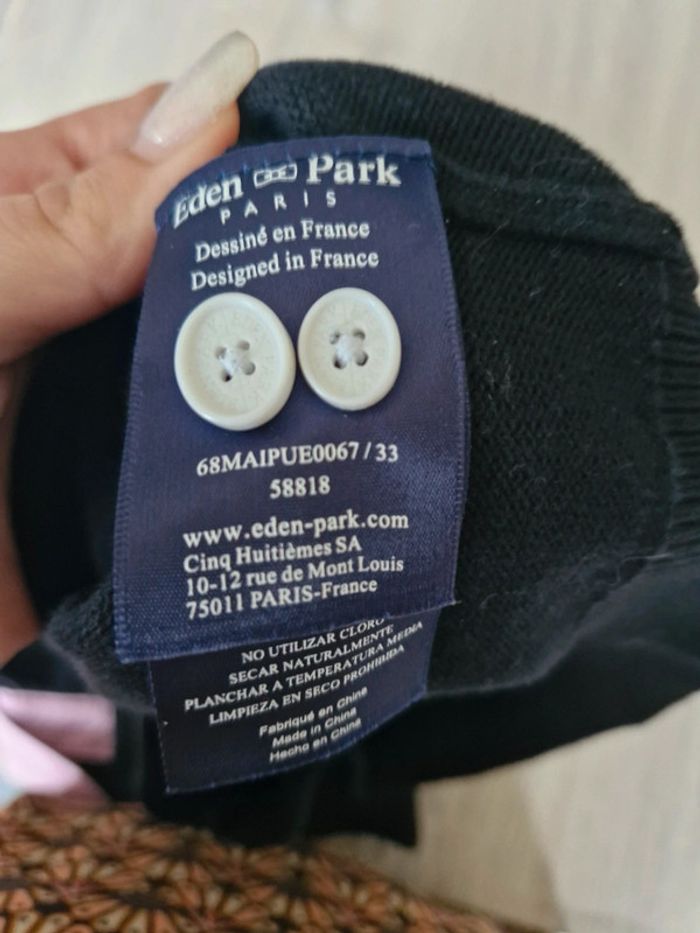 Eden Park
PARIS
Dessiné en France
Designed in France
68MAIPUE0067 / 33
58818
www.eden-park.com
Cinq Huitièmes SA
10-12 rue de Mont Louis
75011 PARIS-France
NO UTILIZAR CLORO
SECAR NATURALMENTE
PLANCHAR A TEMPERATURA MEDIA
LIMPIEZA EN SECO PROHIBIDA
Fabriqué en Chine
Made in China
Hecho en China